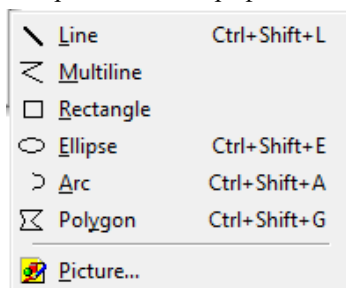 Line Ctrl+Shift+L
Multiline
Rectangle
Ellipse Ctrl+Shift+E
Arc Ctrl+Shift+A
Polygon Ctrl+Shift+G
Picture...